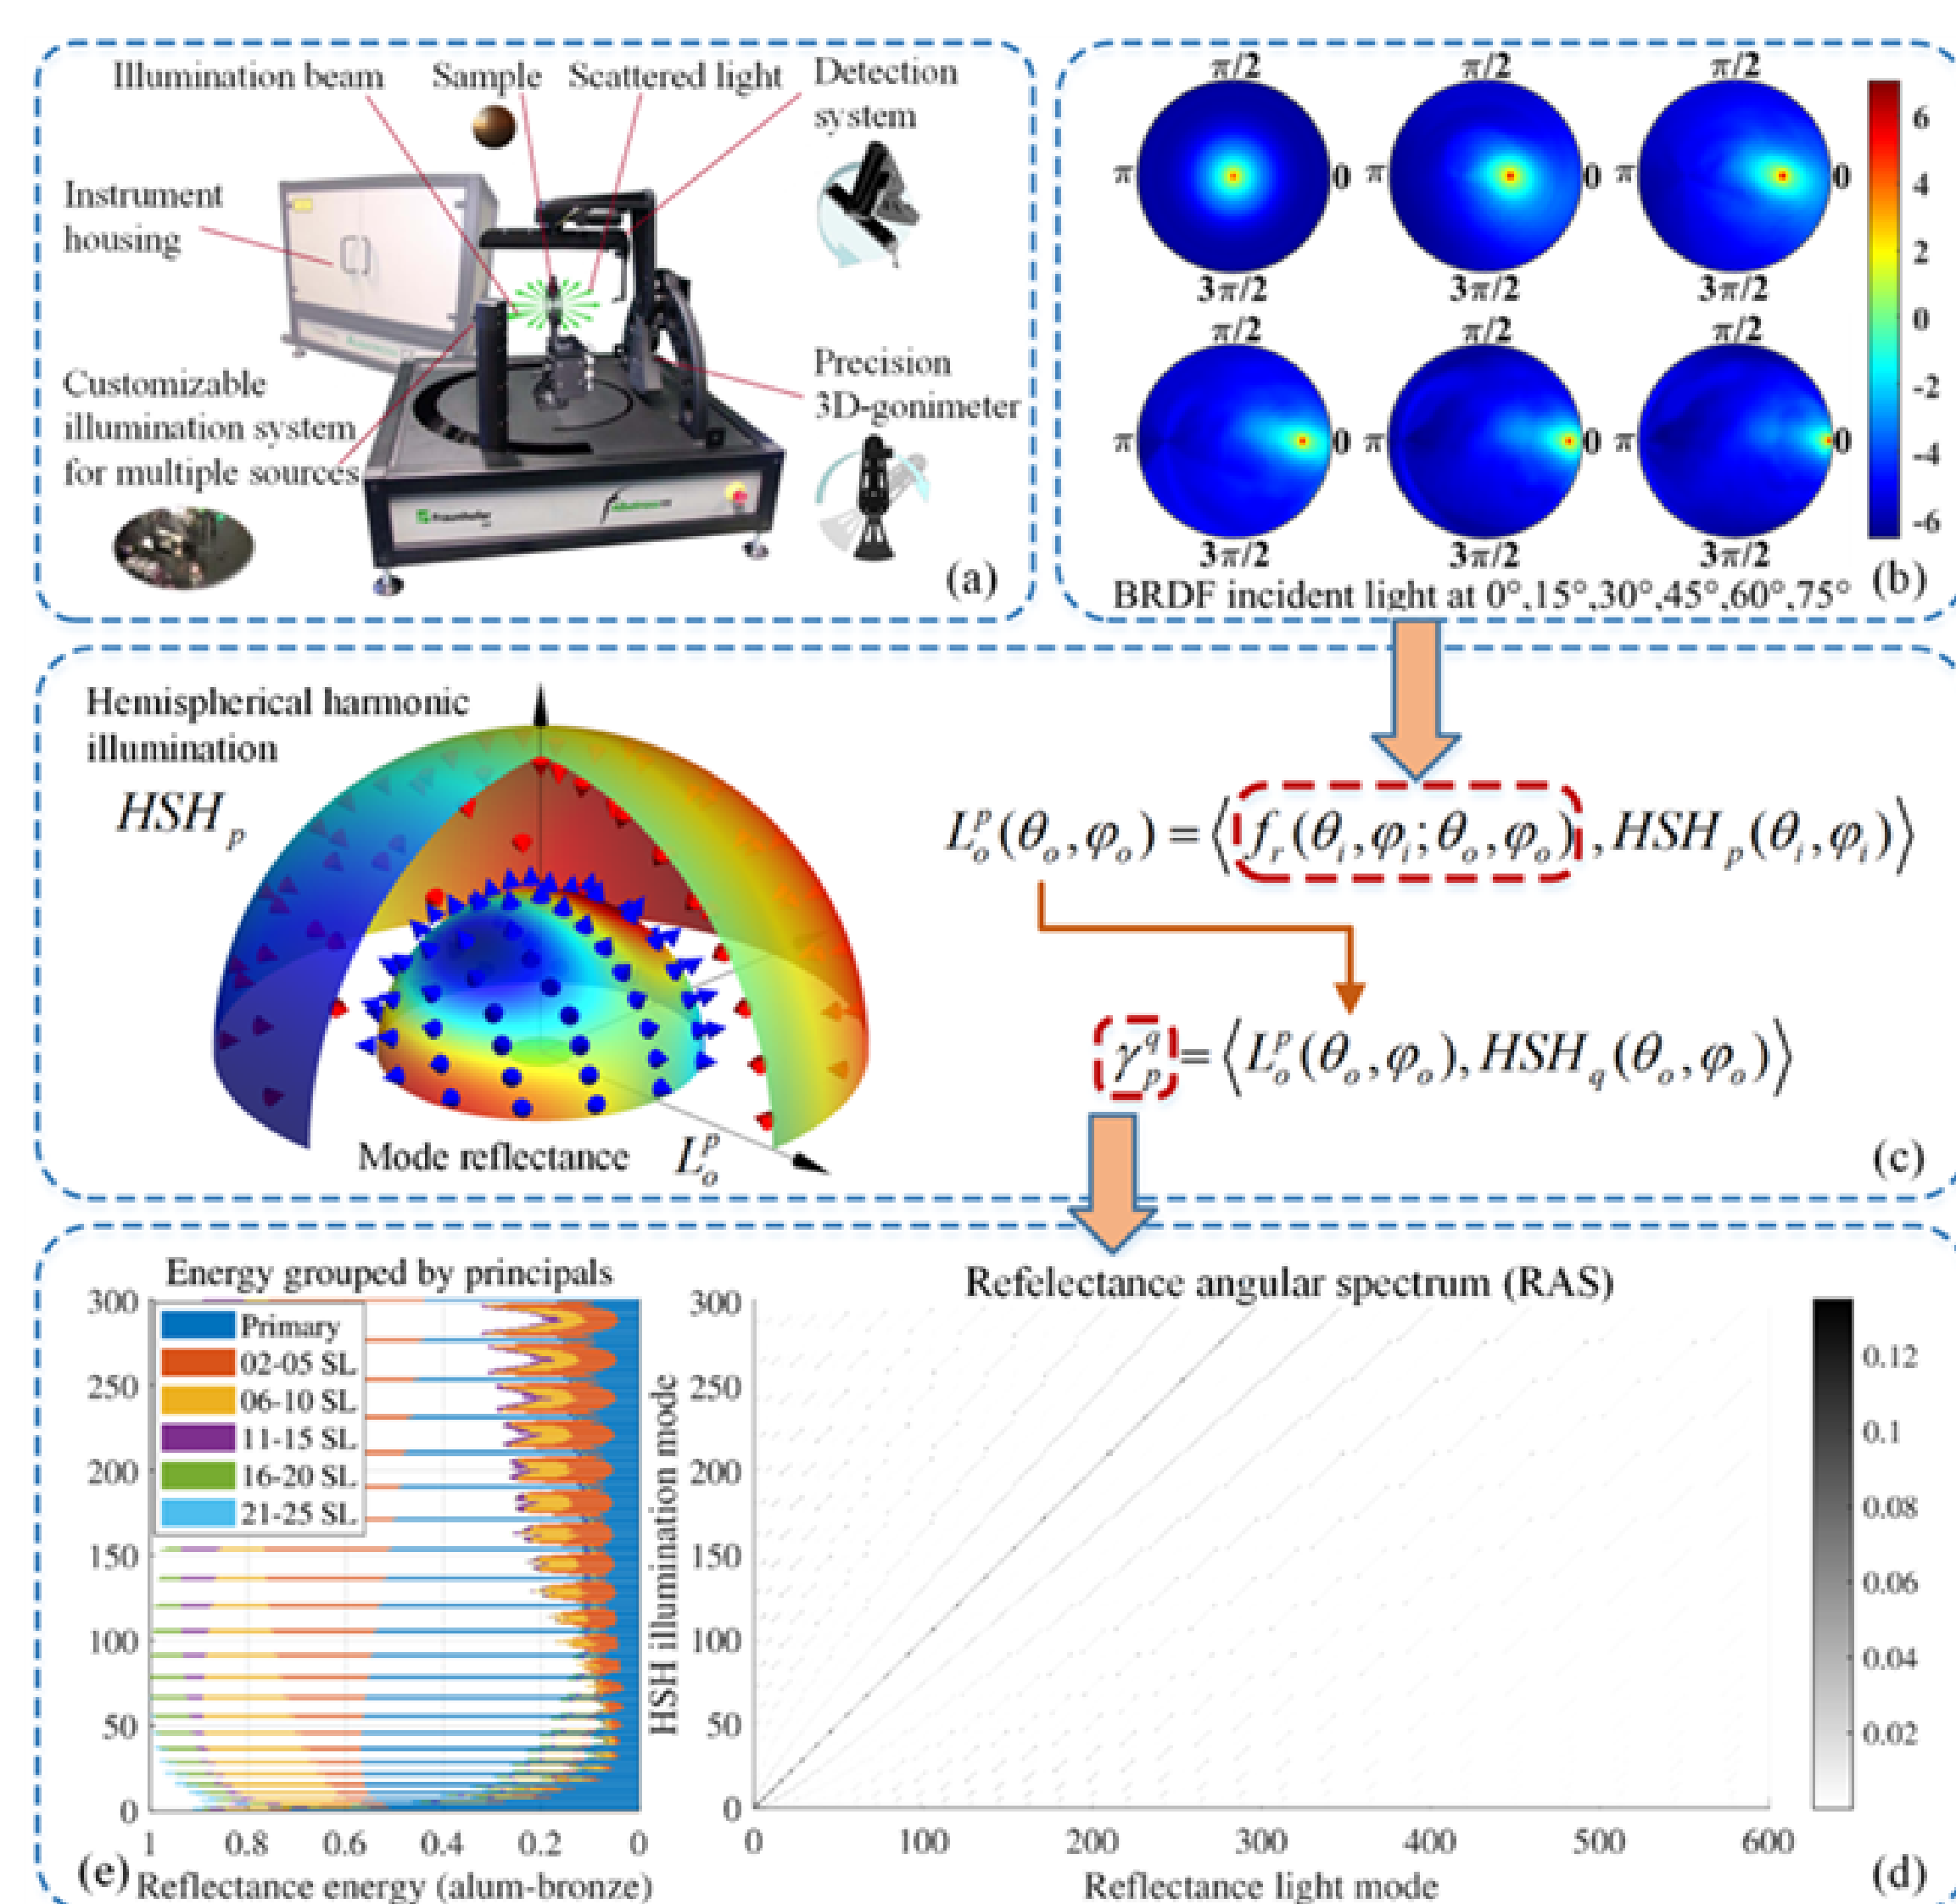 Illumination beam
Sample
Scattered light
Detection
system
Instrument
housing
Customizable
illumination system
for multiple sources
Precision
3D-gonimeter
Fraunhofer
(a)
π/2 π/2 π/2
π 0 π 0 π 0
3π/2 3π/2 3π/2
π/2 π/2 π/2
π 0 π 0 π 0
3π/2 3π/2 3π/2
6
4
2
0
-2
-4
-6
BRDF incident light at 0°,15°,30°,45°,60°,75°
(b)
Hemispherical harmonic
illumination
HSH_p
Mode reflectance L_o^p
L_o^p(θ_o,φ_o)=⟨f_r(θ_i,φ_i;θ_o,φ_o),HSH_p(θ_i,φ_i)⟩
γ_p^q=⟨L_o^p(θ_o,φ_o),HSH_q(θ_o,φ_o)⟩
(c)
Energy grouped by principals
300
250
200
150
100
50
0
Primary
02-05 SL
06-10 SL
11-15 SL
16-20 SL
21-25 SL
1 0.8 0.6 0.4 0.2 0
(e)
Reflectance energy (alum-bronze)
Refelectance angular spectrum (RAS)
HSH illumination mode
300
250
200
150
100
50
0
0 100 200 300 400 500 600
Reflectance light mode
0.12
0.1
0.08
0.06
0.04
0.02
(d)